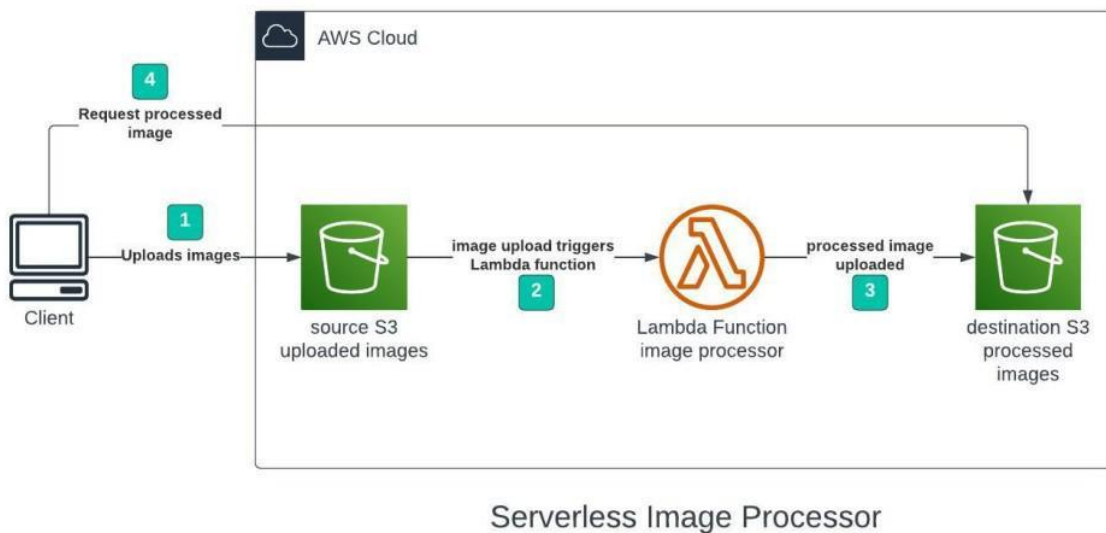 AWS Cloud
4
Request processed
image
1
Uploads images
Client
source S3
uploaded images
image upload triggers
Lambda function
2
Lambda Function
image processor
processed image
uploaded
3
destination S3
processed
images
Serverless Image Processor